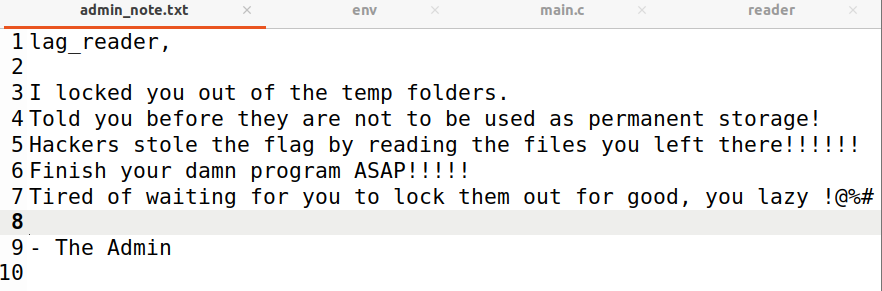 admin_note.txt × env × main.c × reader ×
1 lag_reader,
2
3 I locked you out of the temp folders.
4 Told you before they are not to be used as permanent storage!
5 Hackers stole the flag by reading the files you left there!!!!!!
6 Finish your damn program ASAP!!!!!
7 Tired of waiting for you to lock them out for good, you lazy !@%#
8
9 - The Admin
10